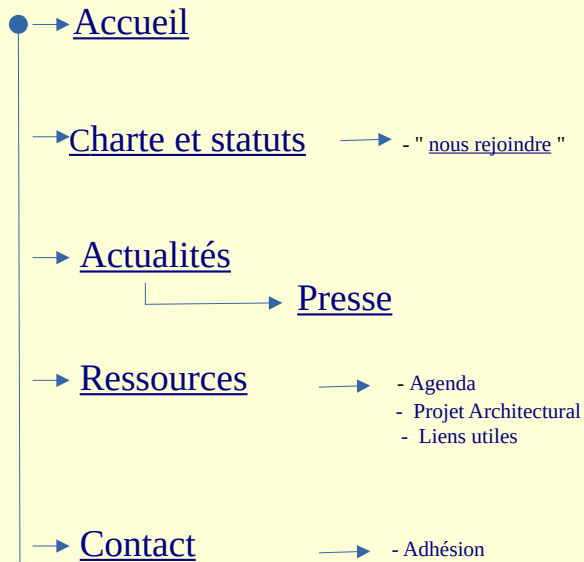 Accueil
Charte et statuts - " nous rejoindre "
Actualités
Presse
Ressources - Agenda
- Projet Architectural
- Liens utiles
Contact - Adhésion